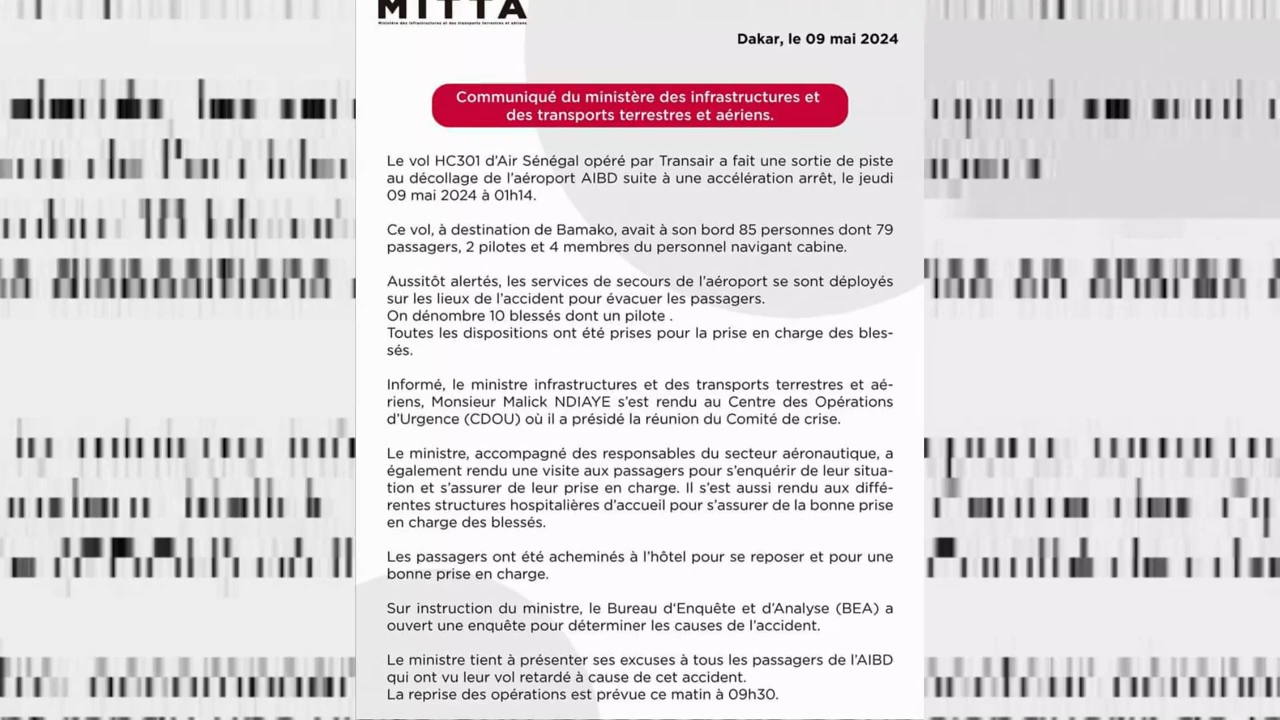 MITTA
Ministère des infrastructures et des transports terrestres et aériens
Dakar, le 09 mai 2024
Communiqué du ministère des infrastructures et
des transports terrestres et aériens.
Le vol HC301 d'Air Sénégal opéré par Transair a fait une sortie de piste
au décollage de l'aéroport AIBD suite à une accélération arrêt, le jeudi
09 mai 2024 à 01h14.
Ce vol, à destination de Bamako, avait à son bord 85 personnes dont 79
passagers, 2 pilotes et 4 membres du personnel navigant cabine.
Aussitôt alertés, les services de secours de l'aéroport se sont déployés
sur les lieux de l'accident pour évacuer les passagers.
On dénombre 10 blessés dont un pilote .
Toutes les dispositions ont été prises pour la prise en charge des bles-
sés.
Informé, le ministre infrastructures et des transports terrestres et aé-
riens, Monsieur Malick NDIAYE s'est rendu au Centre des Opérations
d'Urgence (CDOU) où il a présidé la réunion du Comité de crise.
Le ministre, accompagné des responsables du secteur aéronautique, a
également rendu une visite aux passagers pour s'enquérir de leur situa-
tion et s'assurer de leur prise en charge. Il s'est aussi rendu aux diffé-
rentes structures hospitalières d'accueil pour s'assurer de la bonne prise
en charge des blessés.
Les passagers ont été acheminés à l'hôtel pour se reposer et pour une
bonne prise en charge.
Sur instruction du ministre, le Bureau d'Enquête et d'Analyse (BEA) a
ouvert une enquête pour déterminer les causes de l'accident.
Le ministre tient à présenter ses excuses à tous les passagers de l'AIBD
qui ont vu leur vol retardé à cause de cet accident.
La reprise des opérations est prévue ce matin à 09h30.